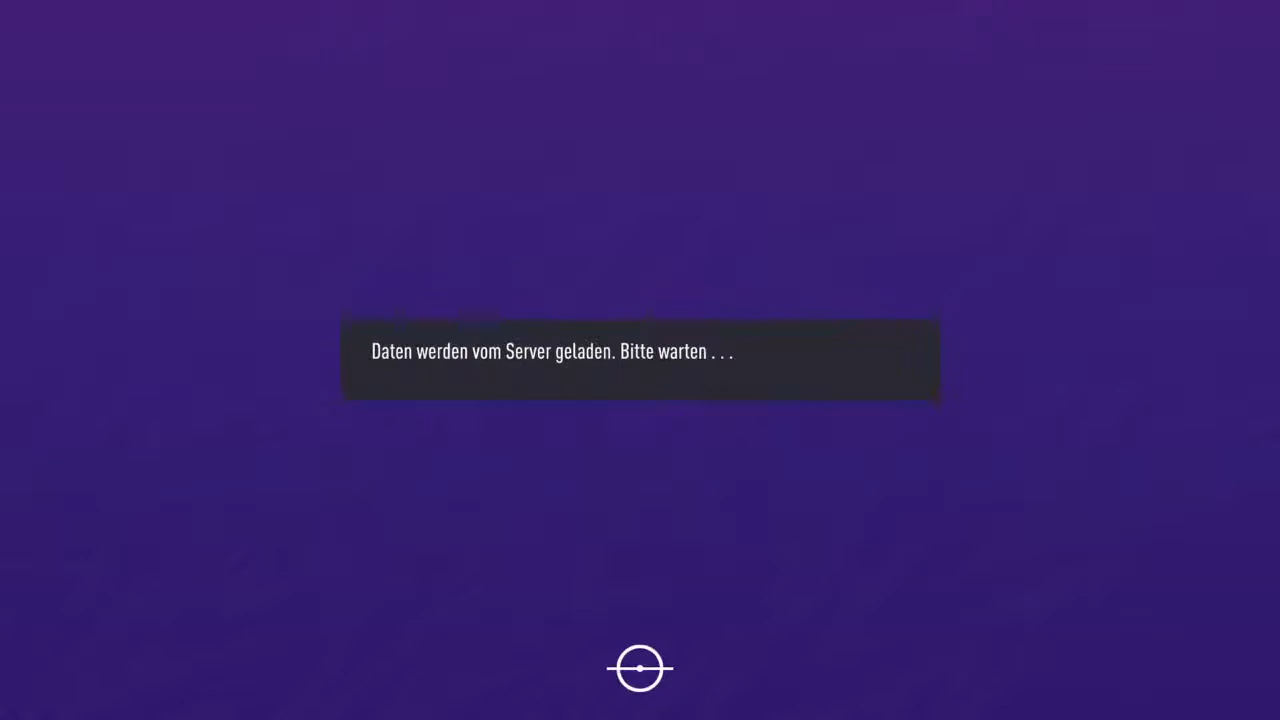 Daten werden vom Server geladen. Bitte warten . . .